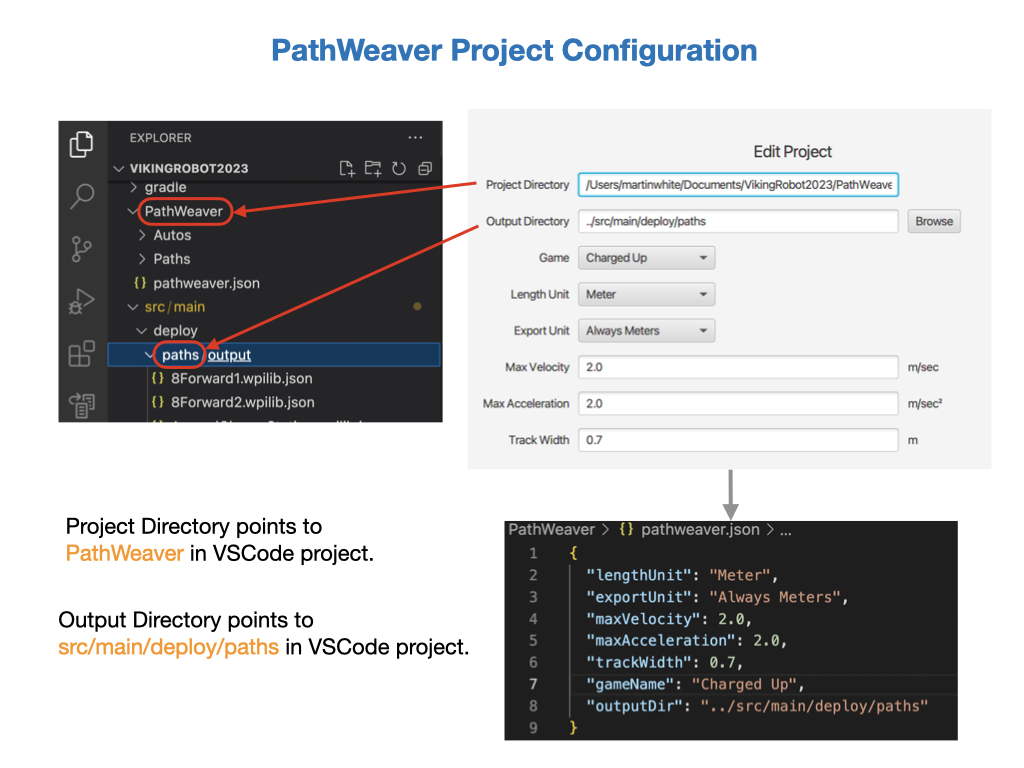 PathWeaver Project Configuration
EXPLORER ...
VIKINGROBOT2023
gradle
PathWeaver
Autos
Paths
{} pathweaver.json
src/main
deploy
paths/output
{} 8Forward1.wpilib.json
{} 8Forward2.wpilib.json
Edit Project
Project Directory /Users/martinwhite/Documents/VikingRobot2023/PathWeave
Output Directory ../src/main/deploy/paths Browse
Game Charged Up
Length Unit Meter
Export Unit Always Meters
Max Velocity 2.0 m/sec
Max Acceleration 2.0 m/sec²
Track Width 0.7 m
Project Directory points to
PathWeaver in VSCode project.
Output Directory points to
src/main/deploy/paths in VSCode project.
PathWeaver > {} pathweaver.json > ...
1 {
2 "lengthUnit": "Meter",
3 "exportUnit": "Always Meters",
4 "maxVelocity": 2.0,
5 "maxAcceleration": 2.0,
6 "trackWidth": 0.7,
7 "gameName": "Charged Up",
8 "outputDir": "../src/main/deploy/paths"
9 }